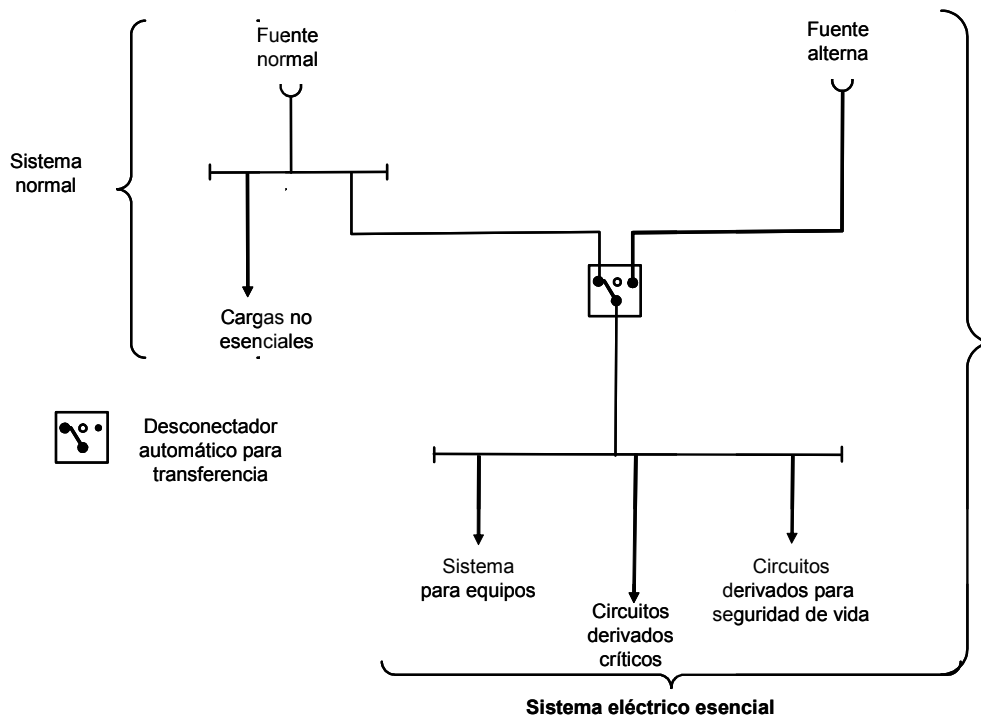 Fuente
normal
Fuente
alterna
Sistema
normal
Cargas no
esenciales
Desconectador
automático para
transferencia
Sistema
para equipos
Circuitos
derivados
críticos
Circuitos
derivados para
seguridad de vida
Sistema eléctrico esencial